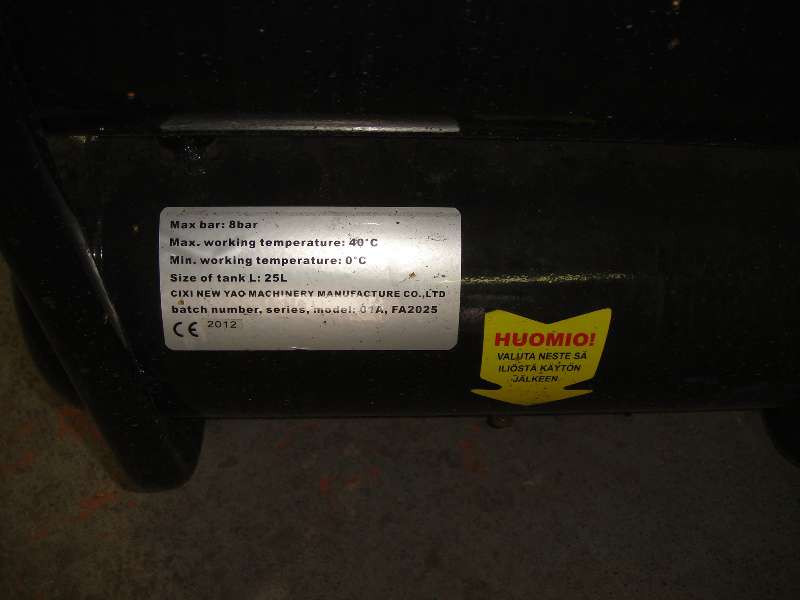 Max bar: 8bar
Max. working temperature: 40°C
Min. working temperature: 0°C
Size of tank L: 25L
CIXI NEW YAO MACHINERY MANUFACTURE CO.,LTD
batch number, series, model: 01A, FA2025
CE 2012
HUOMIO!
VALUTA NESTE SÄ
ILIÖSTÄ KÄYTÖN
JÄLKEEN